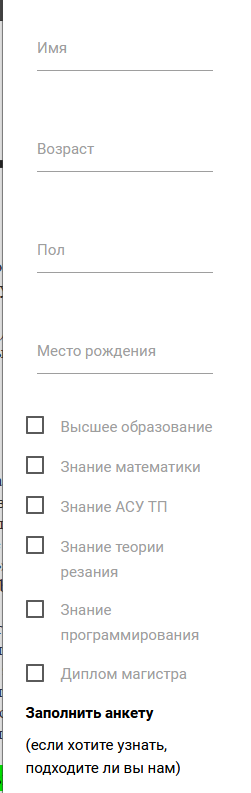 Имя
Возраст
Пол
Место рождения
Высшее образование
Знание математики
Знание АСУ ТП
Знание теории
резания
Знание
программирования
Диплом магистра
Заполнить анкету
(если хотите узнать,
подходите ли вы нам)